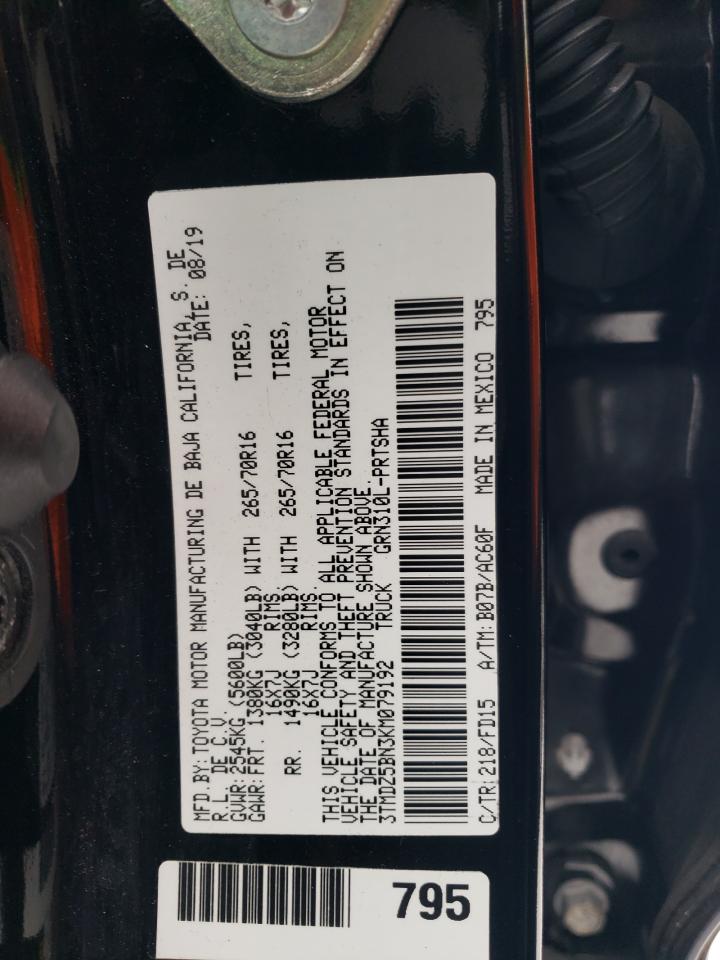 MFD.BY:TOYOTA MOTOR MANUFACTURING DE BAJA CALIFORNIA, S. DE
R.L. DE C.V. DATE: 08/19
GVWR:2545KG (5600LB)
GAWR:FRT. 1380KG (3040LB) WITH 265/70R16 TIRES,
16X7J RIMS
RR. 1490KG (3280LB) WITH 265/70R16 TIRES,
16X7J RIMS
THIS VEHICLE CONFORMS TO ALL APPLICABLE FEDERAL MOTOR
VEHICLE SAFETY AND THEFT PREVENTION STANDARDS IN EFFECT ON
THE DATE OF MANUFACTURE SHOWN ABOVE.
3TMDZ5BN3KM079192 TRUCK GRN310L-PRTSHA
C/TR:218/FD15 A/TM:B07B/AC60F MADE IN MEXICO 795
795